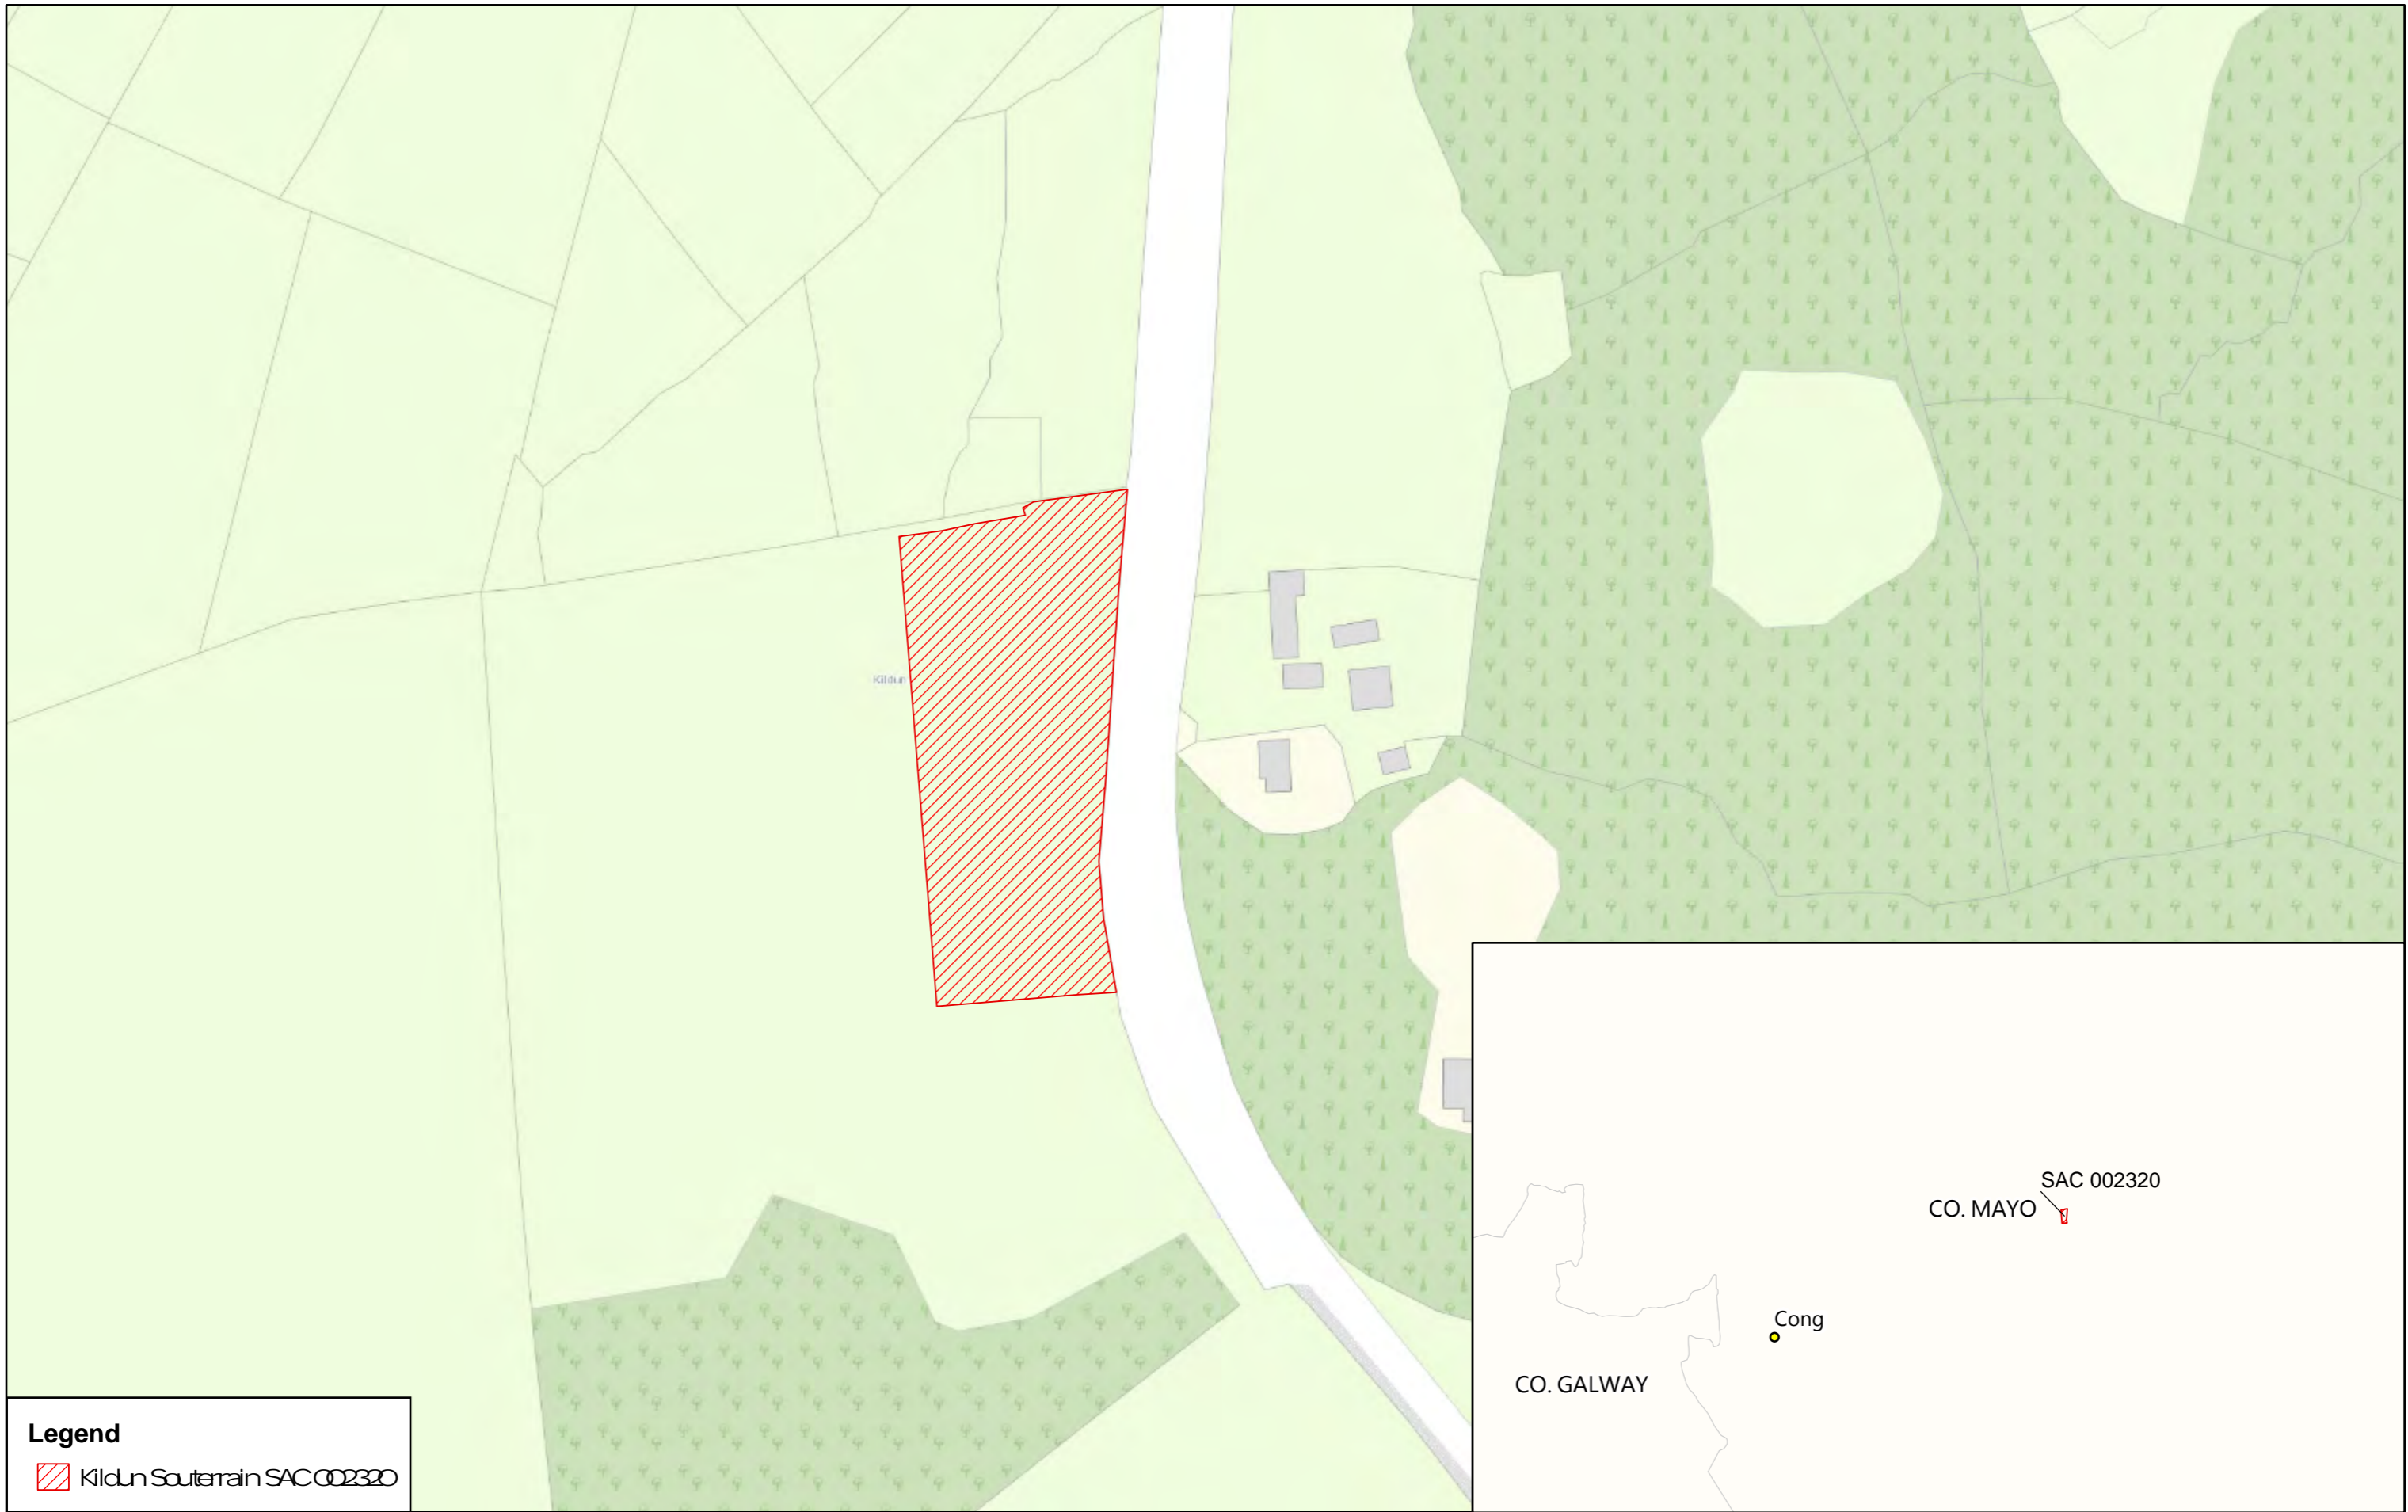 Kildun
SAC 002320
CO. MAYO
Cong
CO. GALWAY
Legend
Kildun Souterrain SAC 002320